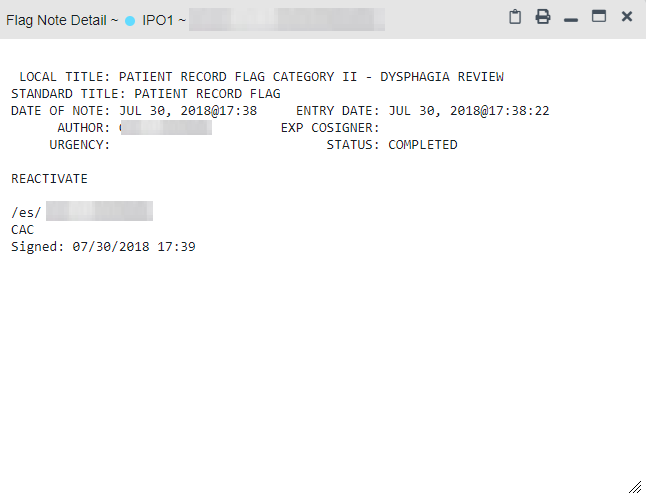 Flag Note Detail ~ IPO1 ~
LOCAL TITLE: PATIENT RECORD FLAG CATEGORY II - DYSPHAGIA REVIEW
STANDARD TITLE: PATIENT RECORD FLAG
DATE OF NOTE: JUL 30, 2018@17:38 ENTRY DATE: JUL 30, 2018@17:38:22
AUTHOR: EXP COSIGNER:
URGENCY: STATUS: COMPLETED
REACTIVATE
/es/
CAC
Signed: 07/30/2018 17:39